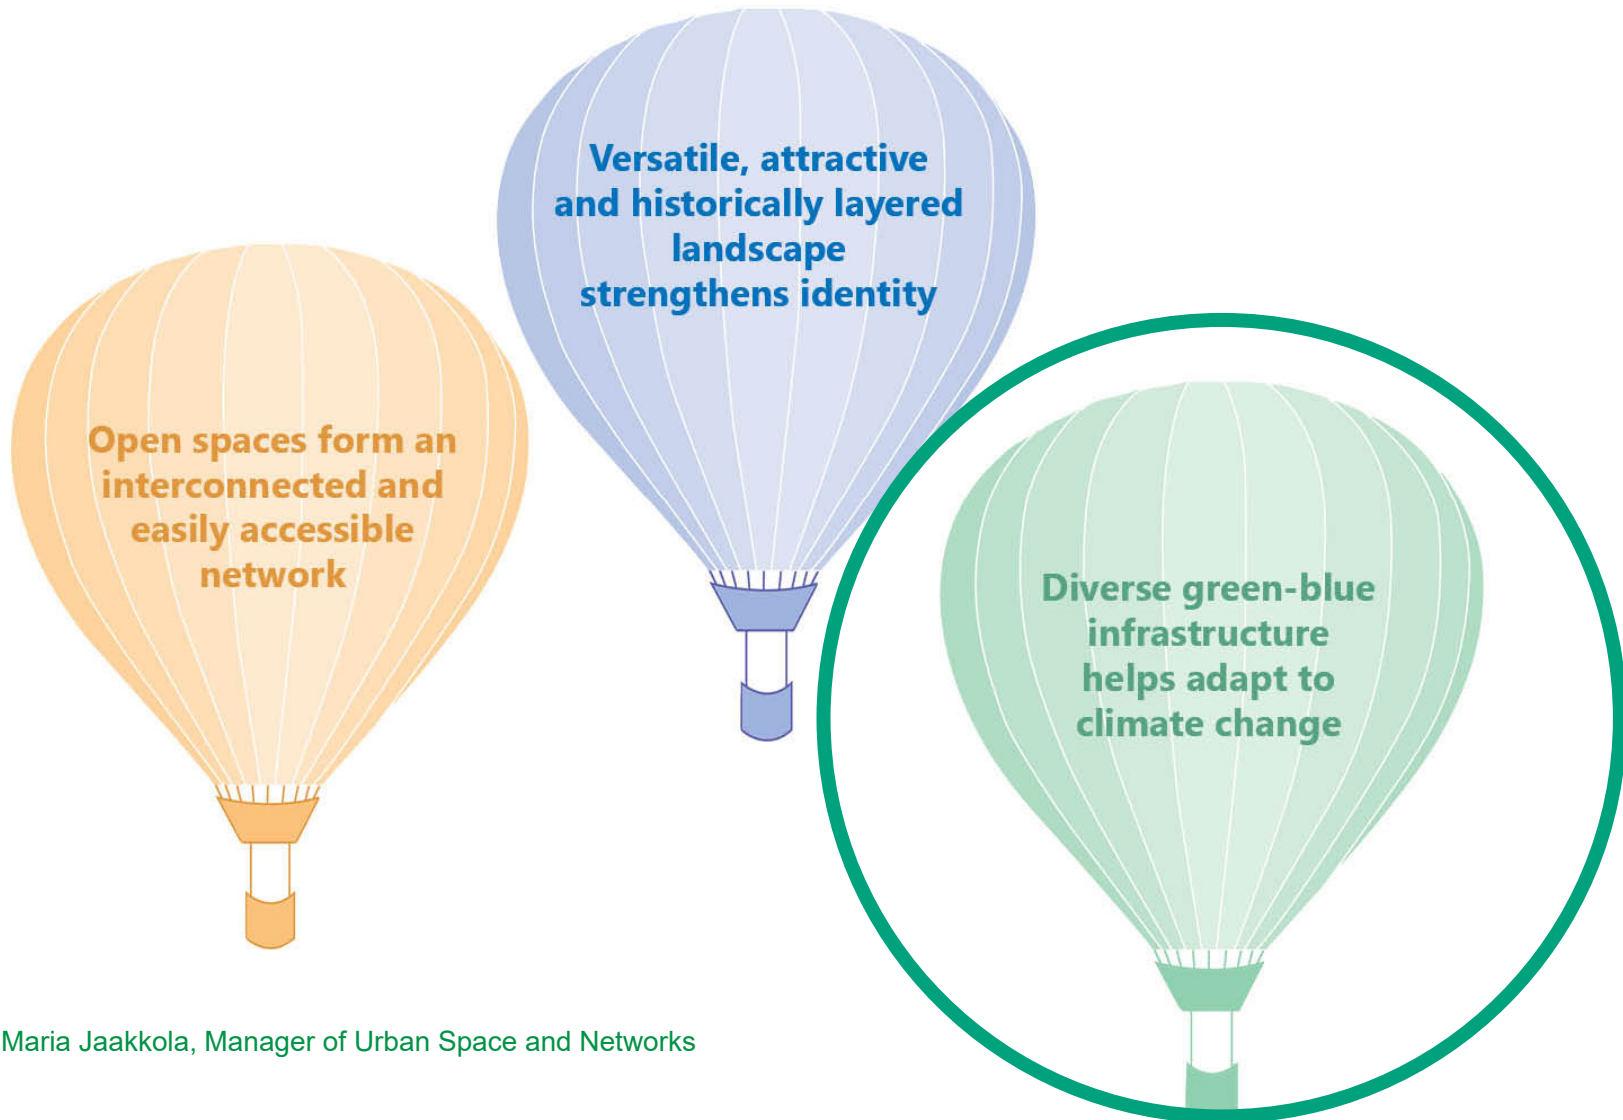 Versatile, attractive
and historically layered
landscape
strengthens identity
Open spaces form an
interconnected and
easily accessible
network
Diverse green-blue
infrastructure
helps adapt to
climate change
Maria Jaakkola, Manager of Urban Space and Networks